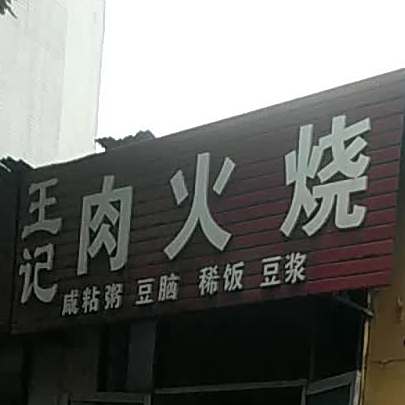 王记
肉火烧
咸粘粥 豆脑 稀饭 豆浆